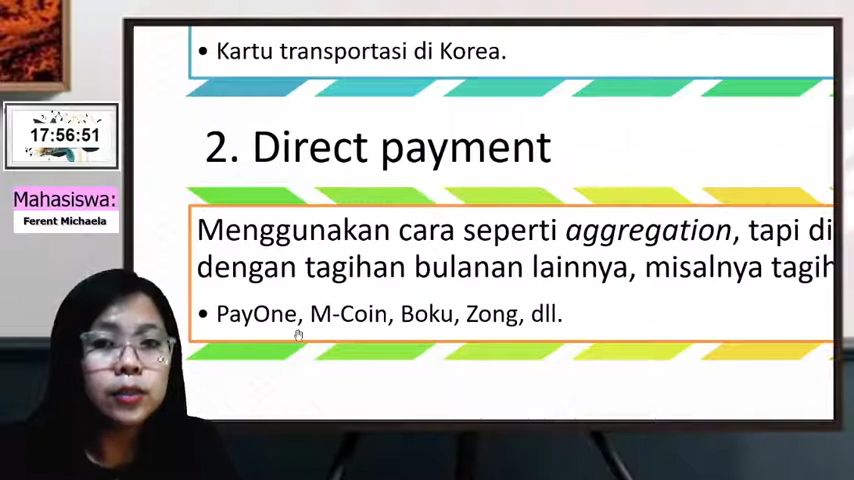 • Kartu transportasi di Korea.
17:56:51
2. Direct payment
Mahasiswa:
Ferent Michaela
Menggunakan cara seperti aggregation, tapi di
dengan tagihan bulanan lainnya, misalnya tagih
• PayOne, M-Coin, Boku, Zong, dll.